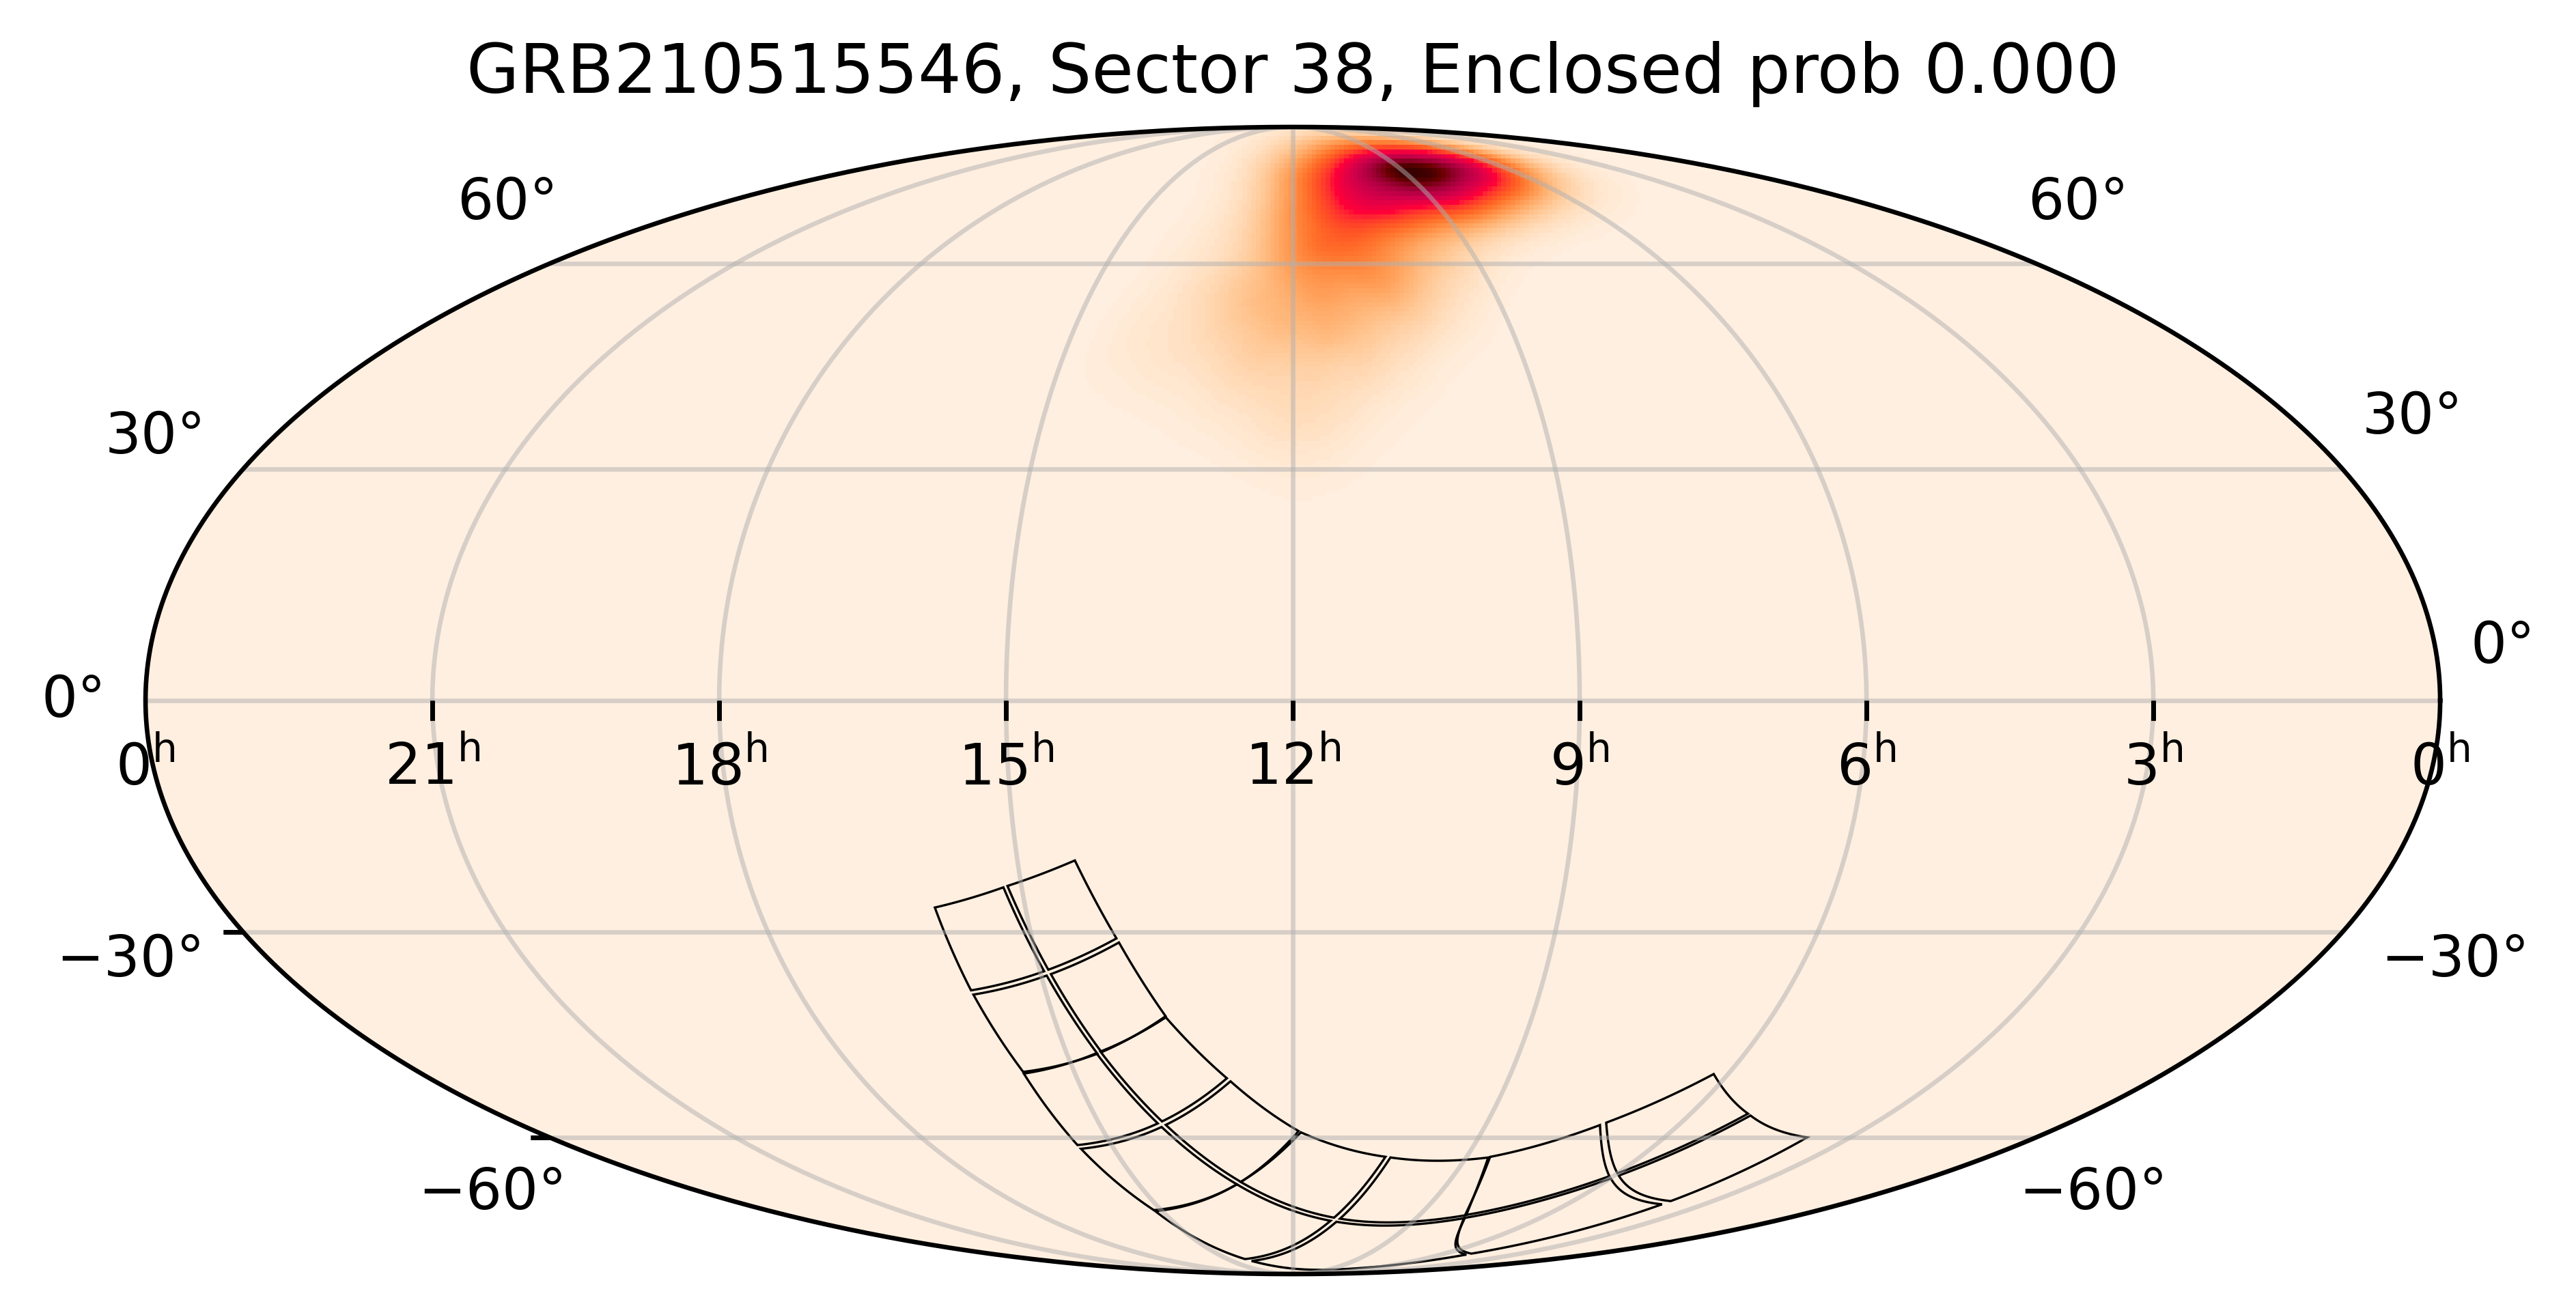 GRB210515546, Sector 38, Enclosed prob 0.000
60° 60°
30° 30°
0° 0°
0ʰ 21ʰ 18ʰ 15ʰ 12ʰ 9ʰ 6ʰ 3ʰ 0ʰ
−30° −30°
−60° −60°